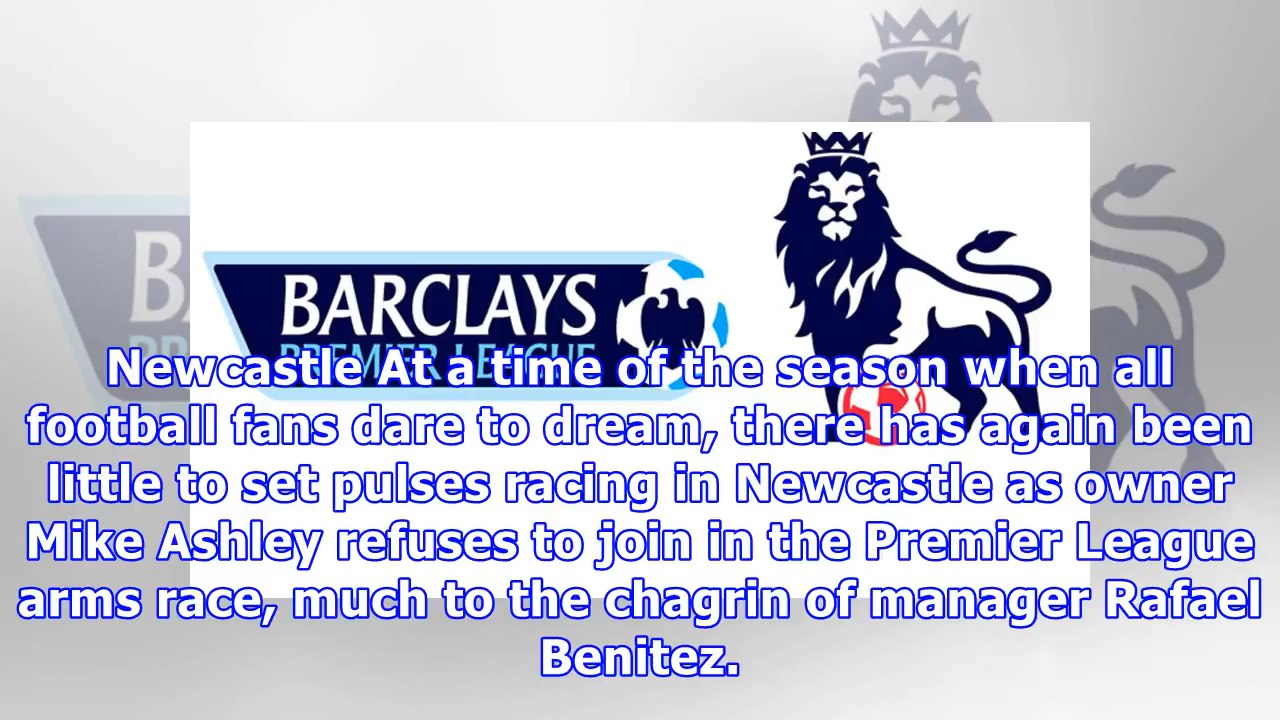 BARCLAYS
PREMIER LEAGUE
Newcastle At a time of the season when all
football fans dare to dream, there has again been
little to set pulses racing in Newcastle as owner
Mike Ashley refuses to join in the Premier League
arms race, much to the chagrin of manager Rafael
Benitez.